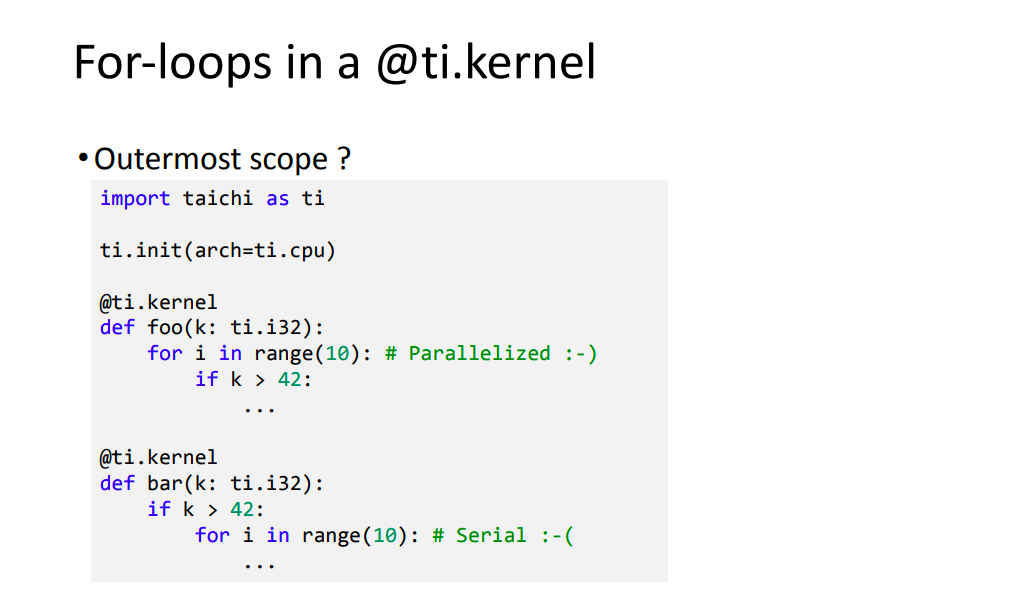 For-loops in a @ti.kernel
•Outermost scope ?
import taichi as ti
ti.init(arch=ti.cpu)
@ti.kernel
def foo(k: ti.i32):
    for i in range(10): # Parallelized :-)
        if k > 42:
            ...
@ti.kernel
def bar(k: ti.i32):
    if k > 42:
        for i in range(10): # Serial :-(
            ...